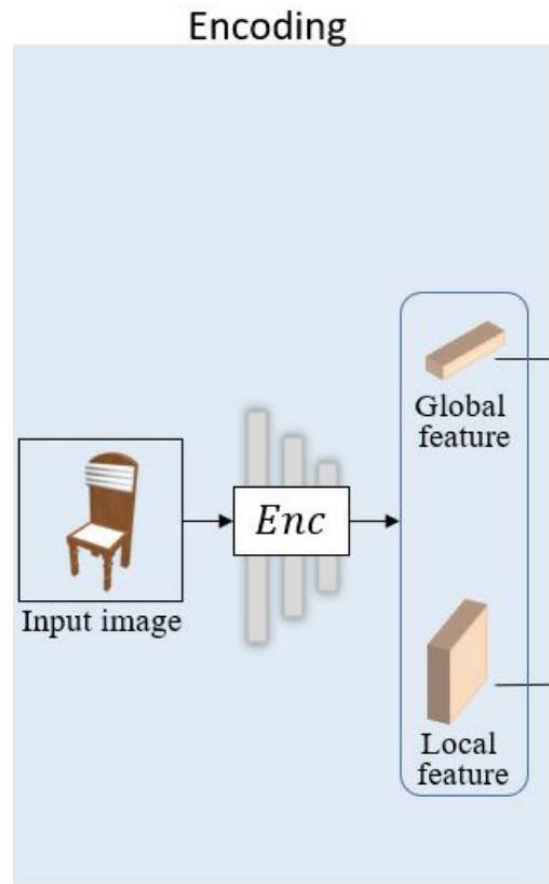 Encoding
Global
feature
Enc
Input image
Local
feature